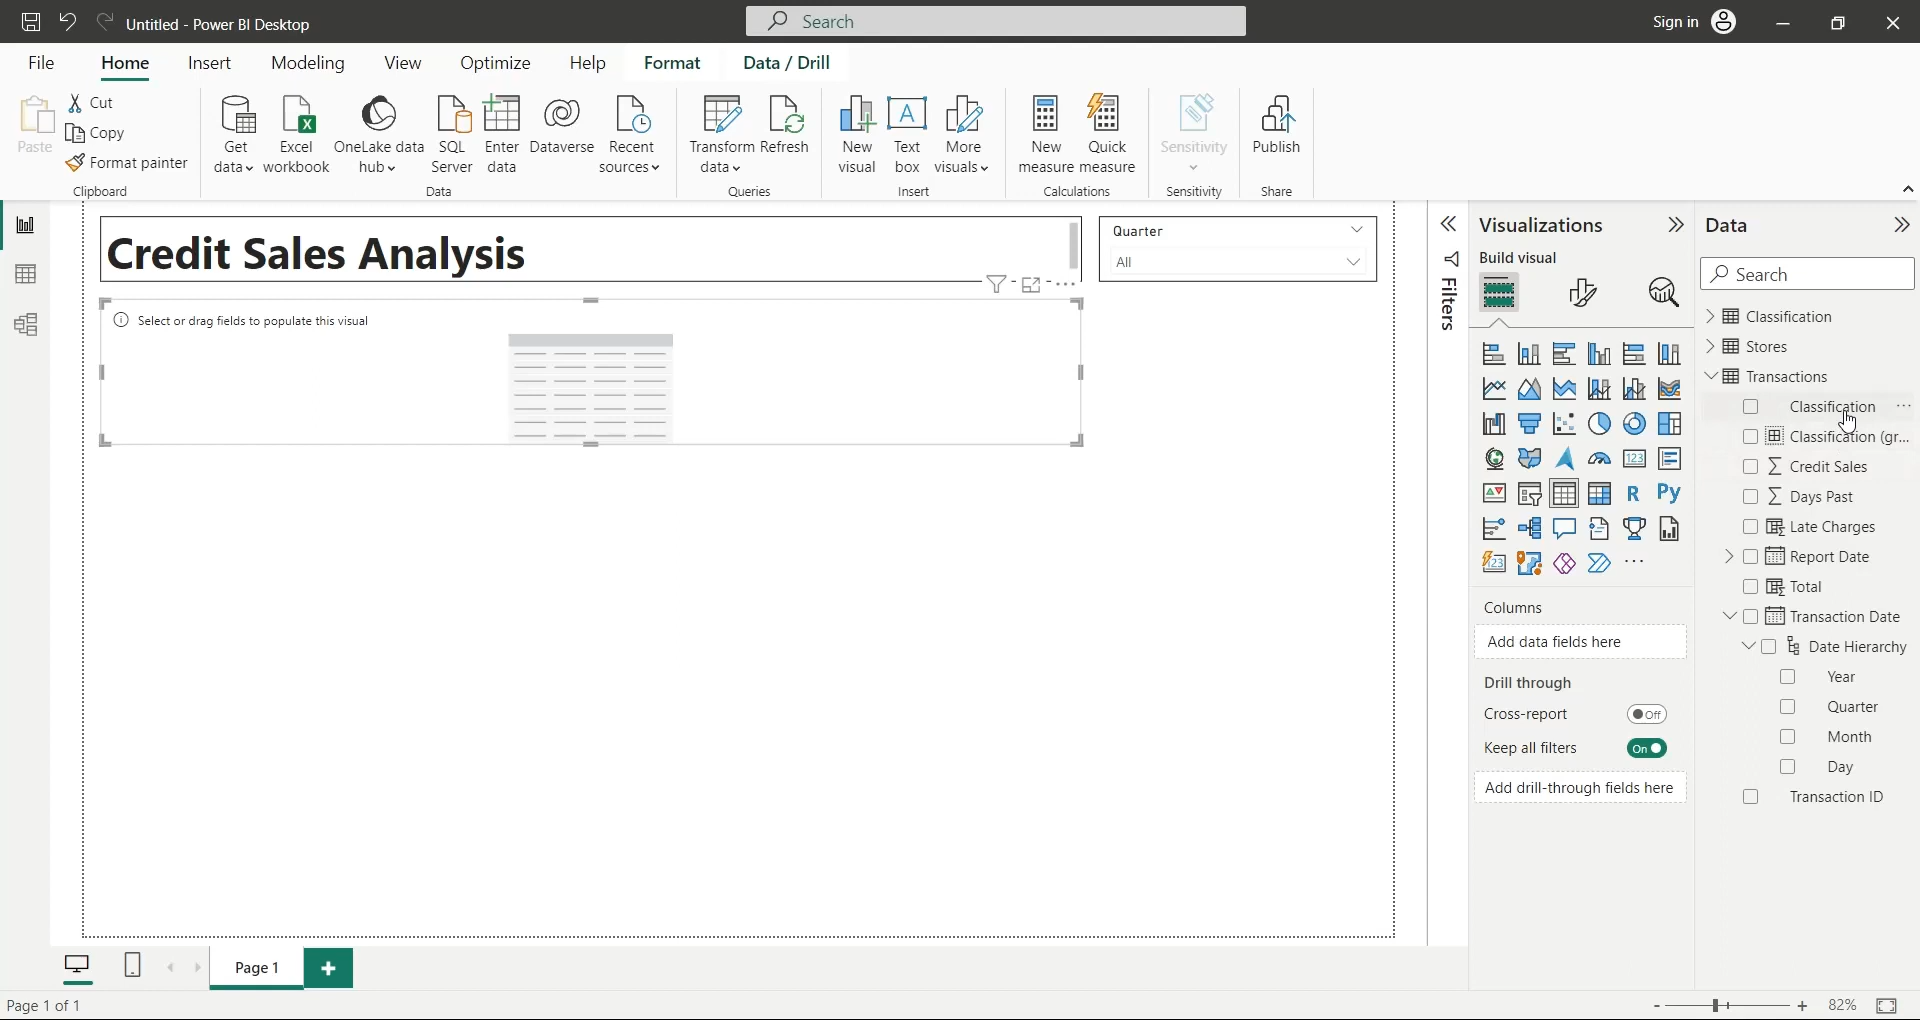 Untitled - Power BI Desktop
Search
Sign in
File Home Insert Modeling View Optimize Help Format Data / Drill
Paste
Cut
Copy
Format painter
Clipboard
Get data
Excel workbook
OneLake data hub
SQL Server
Enter data
Dataverse
Recent sources
Data
Transform data
Refresh
Queries
New visual
Text box
More visuals
Insert
New measure
Quick measure
Calculations
Sensitivity
Sensitivity
Publish
Share
Credit Sales Analysis
Quarter
All
Select or drag fields to populate this visual
Filters
Visualizations
Build visual
123
R
Py
123
Columns
Add data fields here
Drill through
Cross-report
Off
Keep all filters
On
Add drill-through fields here
Data
Search
Classification
Stores
Transactions
Classification
Classification (gr...
Credit Sales
Days Past
Late Charges
Report Date
Total
Transaction Date
Date Hierarchy
Year
Quarter
Month
Day
Transaction ID
Page 1
Page 1 of 1
82%